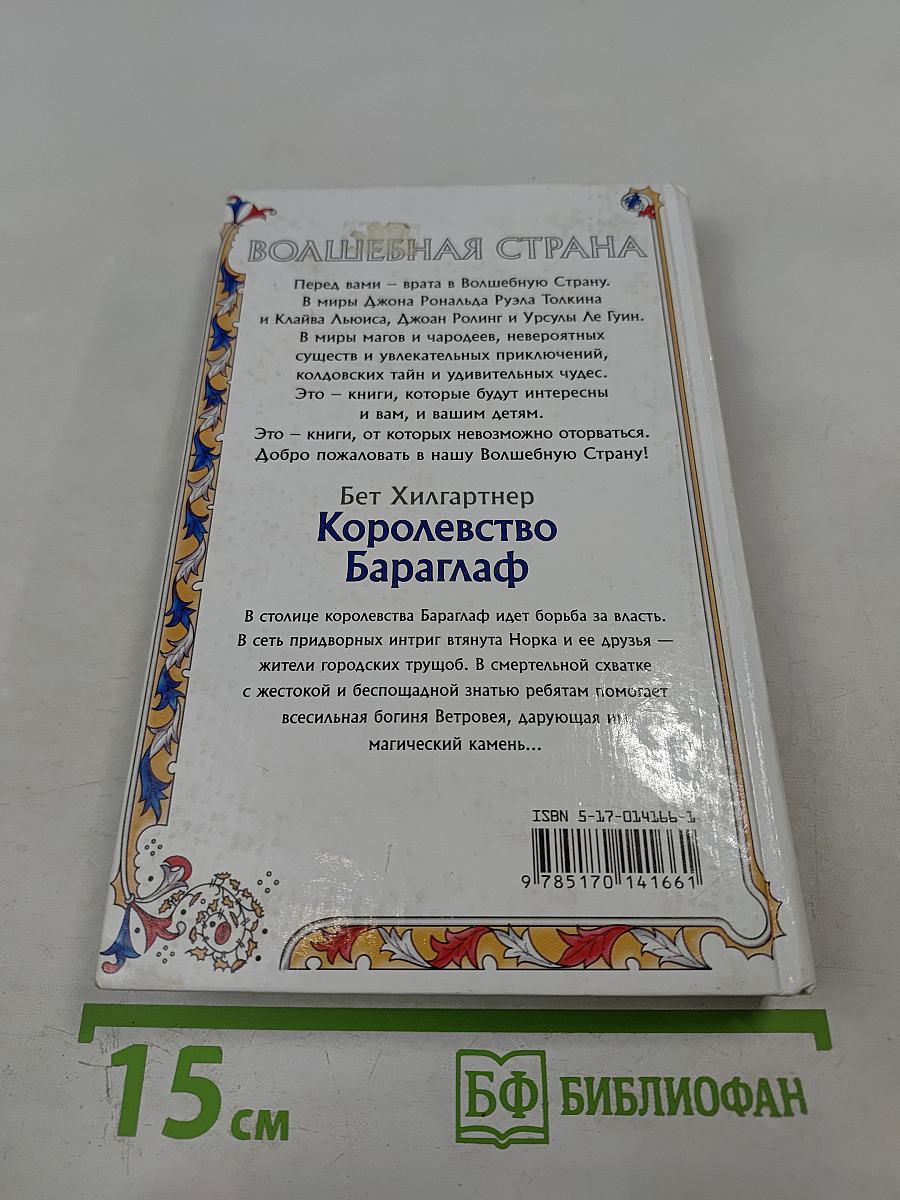 ВОЛШЕБНАЯ СТРАНА
Перед вами – врата в Волшебную Страну.
В миры Джона Рональда Руэла Толкина
и Клайва Льюиса, Джоан Ролинг и Урсулы Ле Гуин.
В миры магов и чародеев, невероятных
существ и увлекательных приключений,
колдовских тайн и удивительных чудес.
Это – книги, которые будут интересны
и вам, и вашим детям.
Это – книги, от которых невозможно оторваться.
Добро пожаловать в нашу Волшебную Страну!
Бет Хилгартнер
Королевство
Бараглаф
В столице королевства Бараглаф идет борьба за власть.
В сеть придворных интриг втянута Норка и ее друзья —
жители городских трущоб. В смертельной схватке
с жестокой и беспощадной знатью ребятам помогает
всесильная богиня Ветровея, дарующая
магический камень...
ISBN 5-17-014166-1
9 785170 141661
15 см
БФ БИБЛИОФАН